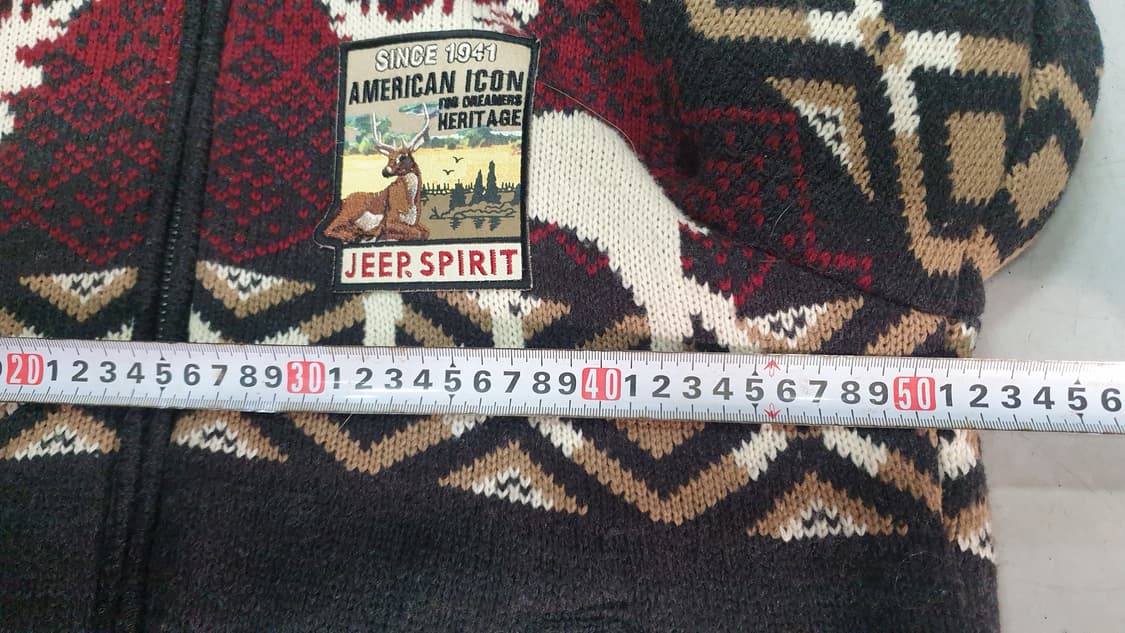 SINCE 1941
AMERICAN ICON
FOR DREAMERS
HERITAGE
JEEP® SPIRIT
20 1 2 3 4 5 6 7 8 9 30 1 2 3 4 5 6 7 8 9 40 1 2 3 4 5 6 7 8 9 50 1 2 3 4 5 6